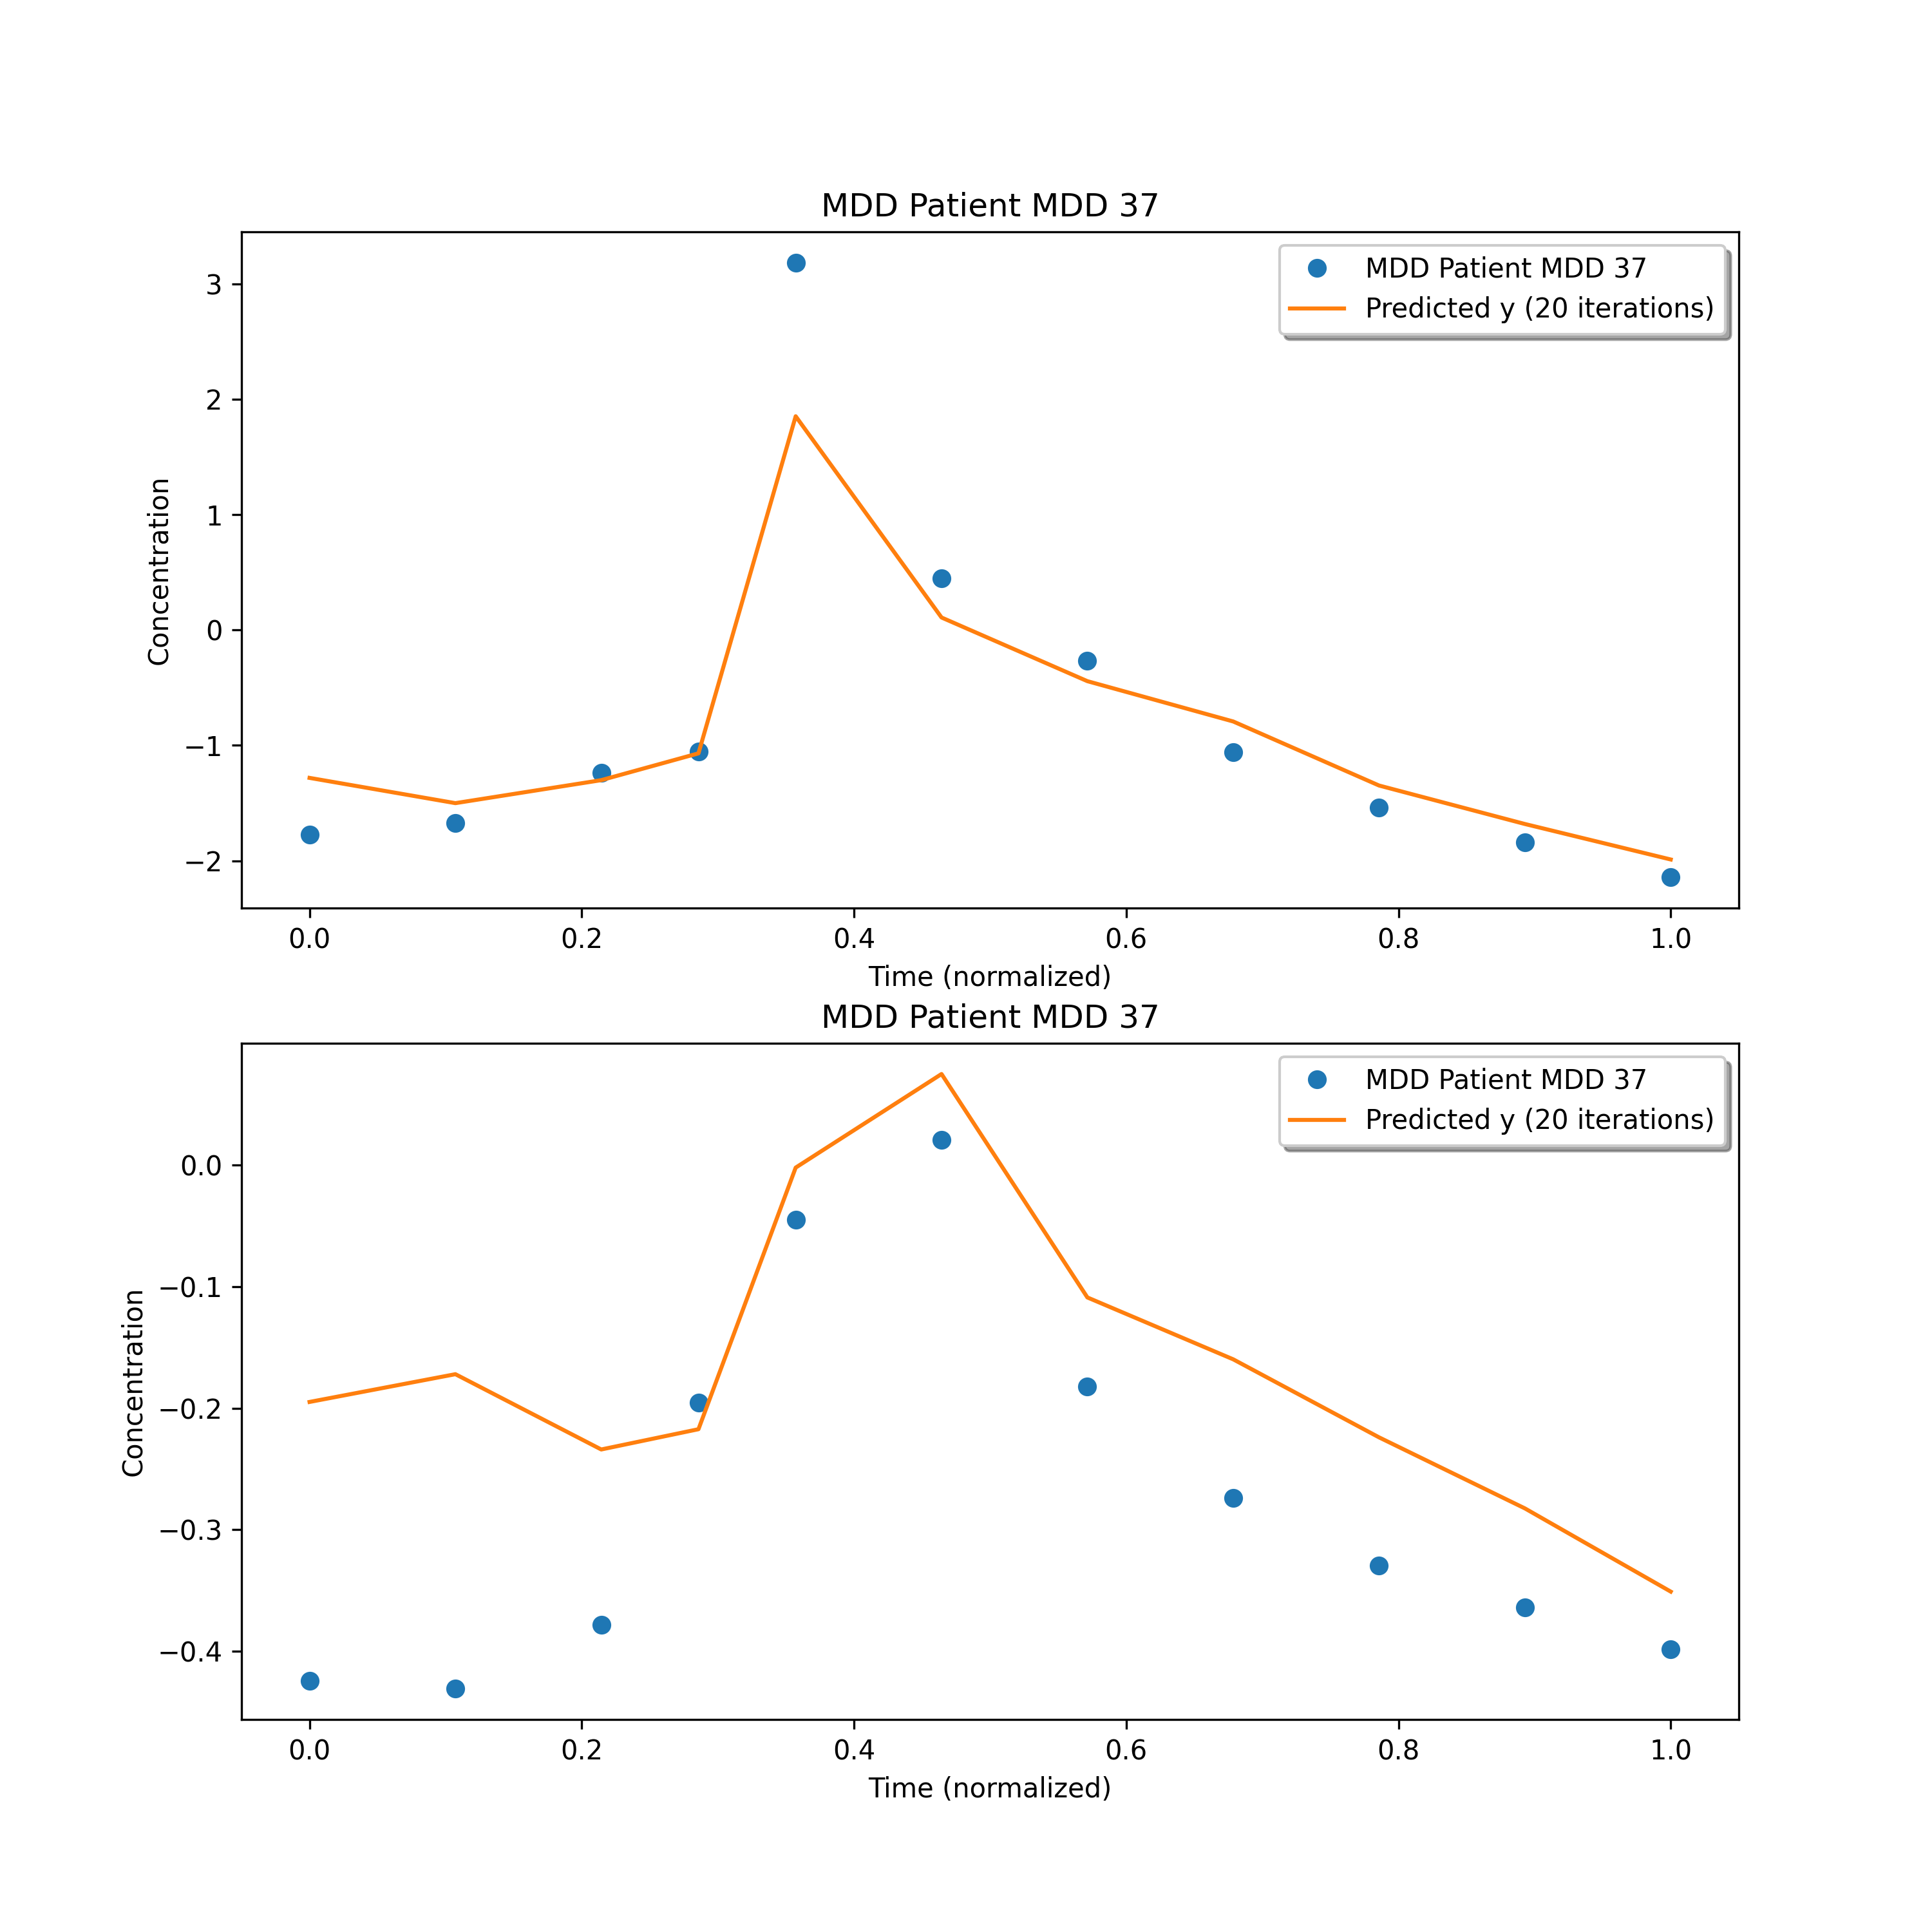 MDD Patient MDD 37
MDD Patient MDD 37
Predicted y (20 iterations)
3
2
1
0
−1
−2
Concentration
0.0 0.2 0.4 0.6 0.8 1.0
Time (normalized)
MDD Patient MDD 37
MDD Patient MDD 37
Predicted y (20 iterations)
0.0
−0.1
−0.2
−0.3
−0.4
Concentration
0.0 0.2 0.4 0.6 0.8 1.0
Time (normalized)